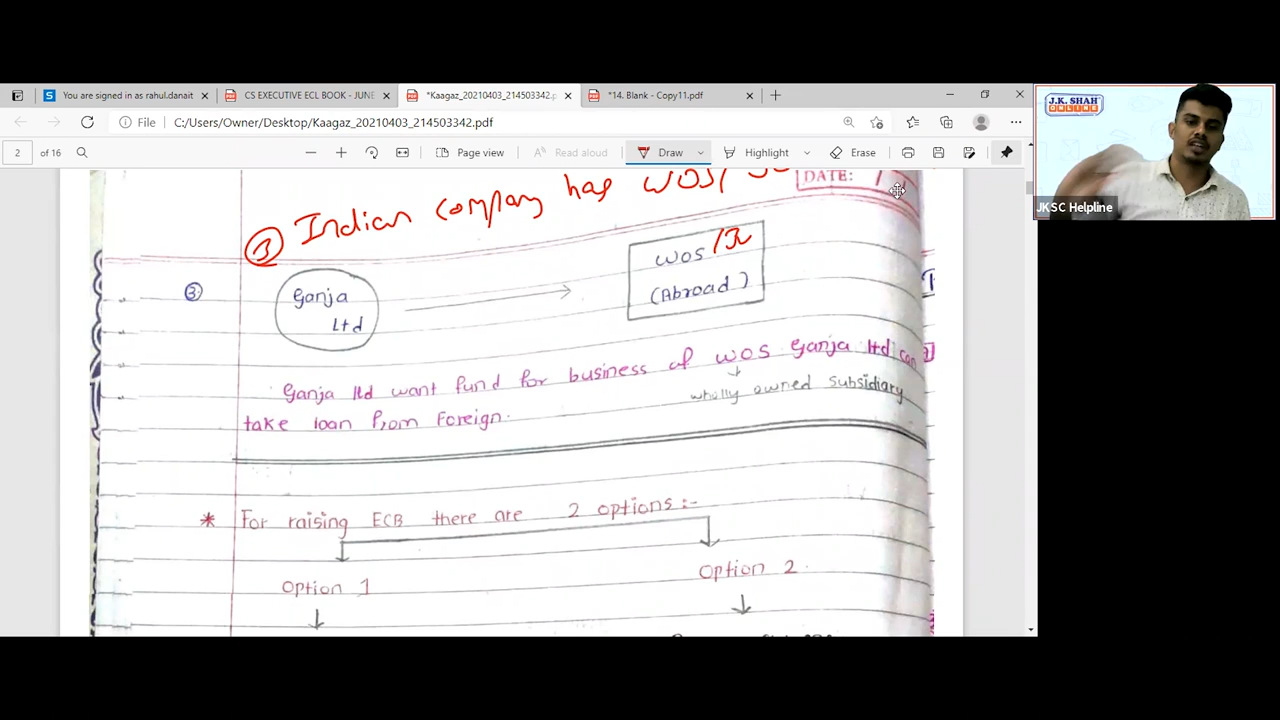 You are signed in as rahul.danait
CS EXECUTIVE ECL BOOK - JUNE
*Kaagaz_20210403_214503342.p
*14. Blank - Copy11.pdf
File
C:/Users/Owner/Desktop/Kaagaz_20210403_214503342.pdf
2 of 16
Page view
Read aloud
Draw
Highlight
Erase
J.K. SHAH
ONLINE
JKSC Helpline
DATE:
③ Indian company has WOS/
③
Ganja
Ltd
WOS /JV
(Abroad)
Ganja ltd want fund for business of WOS Ganja ltd can
wholly owned subsidiary
take loan from Foreign.
* For raising ECB there are 2 options:-
Option 1
Option 2